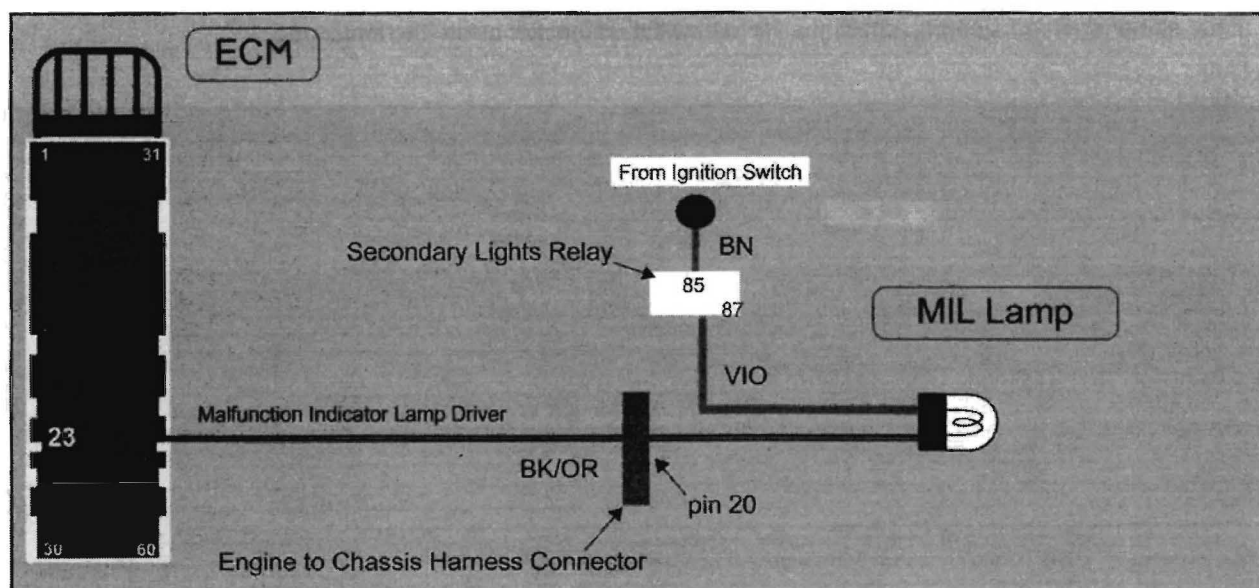 ECM
1 31
From Ignition Switch
BN
Secondary Lights Relay
85
87
MIL Lamp
VIO
Malfunction Indicator Lamp Driver
23
BK/OR
pin 20
30 60
Engine to Chassis Harness Connector